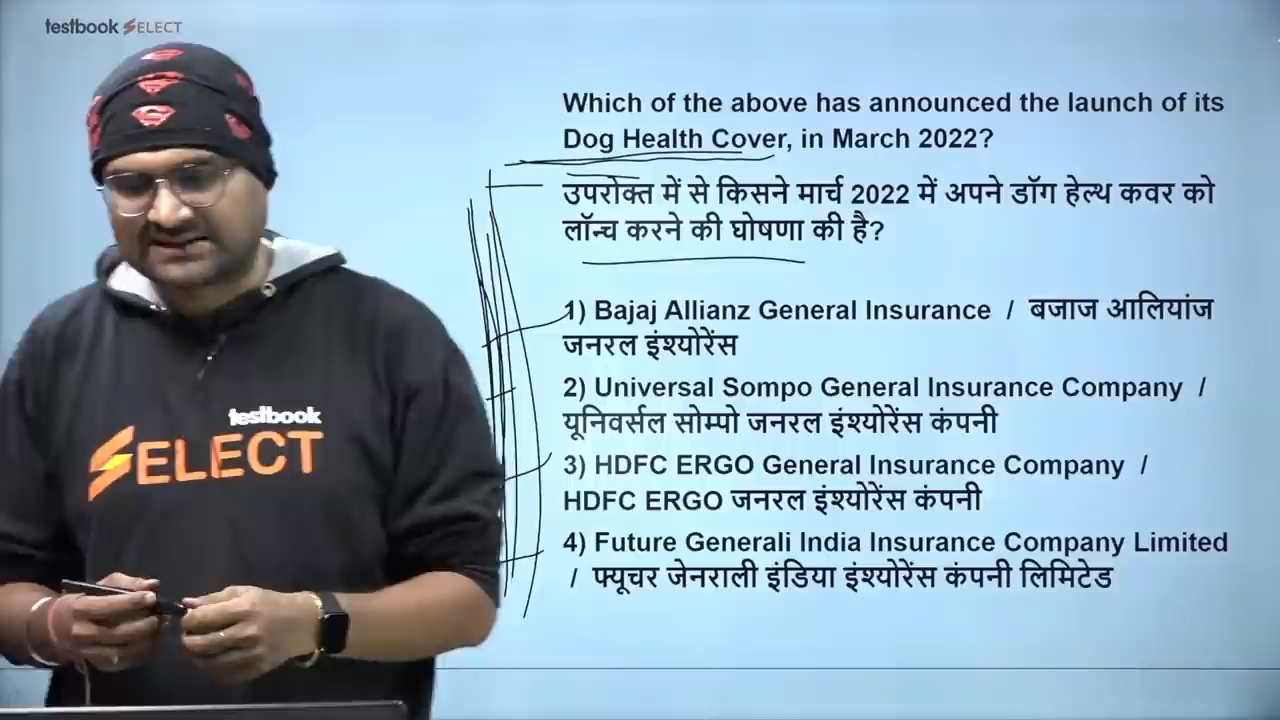 testbook SELECT
Which of the above has announced the launch of its
Dog Health Cover, in March 2022?
उपरोक्त में से किसने मार्च 2022 में अपने डॉग हेल्थ कवर को
लॉन्च करने की घोषणा की है?
1) Bajaj Allianz General Insurance / बजाज आलियांज
जनरल इंश्योरेंस
2) Universal Sompo General Insurance Company /
यूनिवर्सल सोम्पो जनरल इंश्योरेंस कंपनी
3) HDFC ERGO General Insurance Company /
HDFC ERGO जनरल इंश्योरेंस कंपनी
4) Future Generali India Insurance Company Limited
/ फ्यूचर जेनराली इंडिया इंश्योरेंस कंपनी लिमिटेड
testbook
SELECT